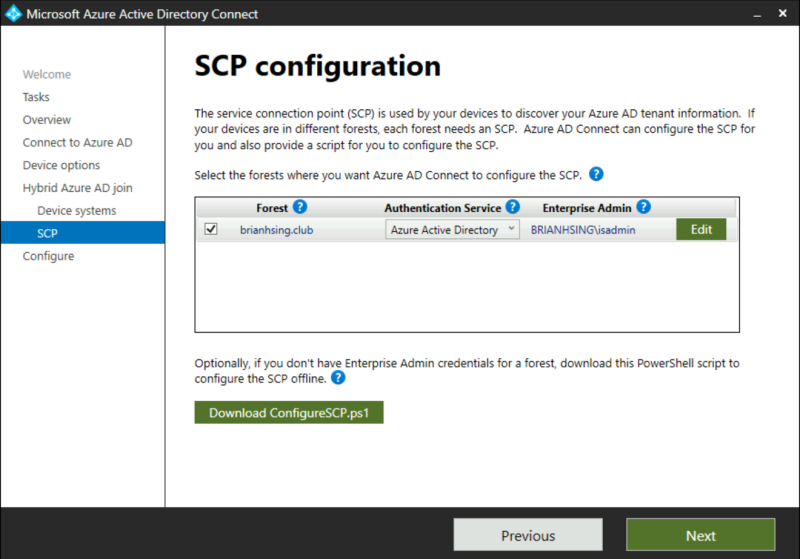 Microsoft Azure Active Directory Connect
Welcome
Tasks
Overview
Connect to Azure AD
Device options
Hybrid Azure AD join
Device systems
SCP
Configure
SCP configuration
The service connection point (SCP) is used by your devices to discover your Azure AD tenant information. If
your devices are in different forests, each forest needs an SCP. Azure AD Connect can configure the SCP for
you and also provide a script for you to configure the SCP.
Select the forests where you want Azure AD Connect to configure the SCP. ?
Forest ? Authentication Service ? Enterprise Admin ?
brianhsing.club Azure Active Directory BRIANHSING\isadmin Edit
Optionally, if you don't have Enterprise Admin credentials for a forest, download this PowerShell script to
configure the SCP offline. ?
Download ConfigureSCP.ps1
Previous Next